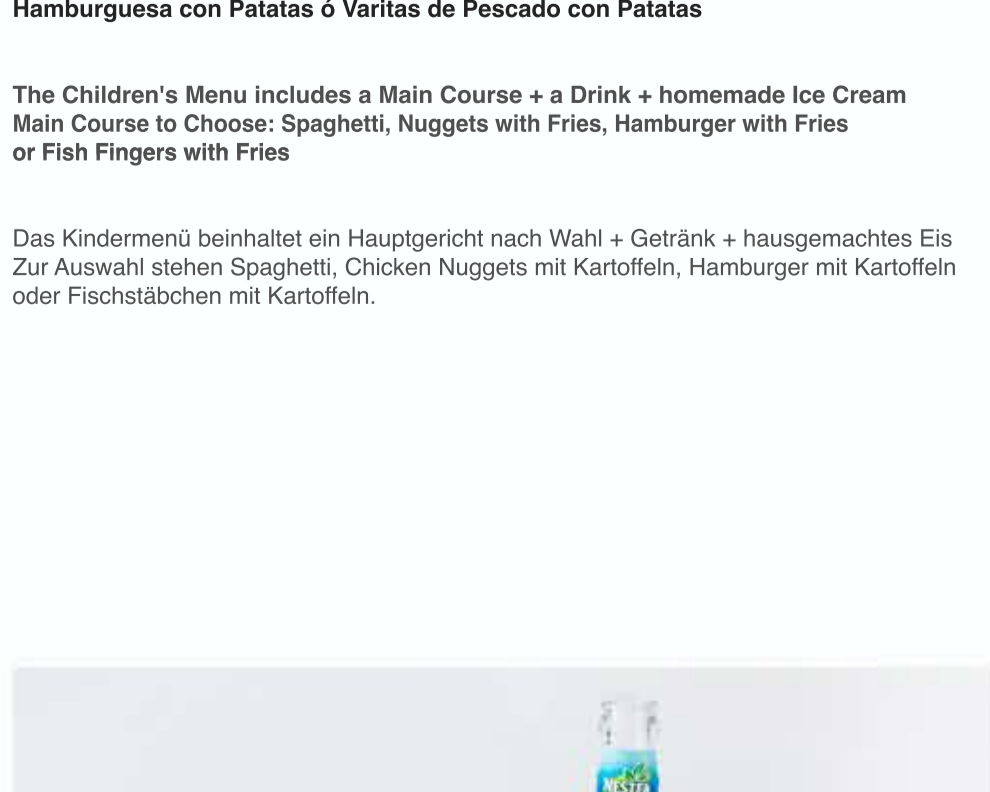 Hamburguesa con Patatas ó Varitas de Pescado con Patatas
The Children's Menu includes a Main Course + a Drink + homemade Ice Cream
Main Course to Choose: Spaghetti, Nuggets with Fries, Hamburger with Fries
or Fish Fingers with Fries
Das Kindermenü beinhaltet ein Hauptgericht nach Wahl + Getränk + hausgemachtes Eis
Zur Auswahl stehen Spaghetti, Chicken Nuggets mit Kartoffeln, Hamburger mit Kartoffeln
oder Fischstäbchen mit Kartoffeln.
NESTEA